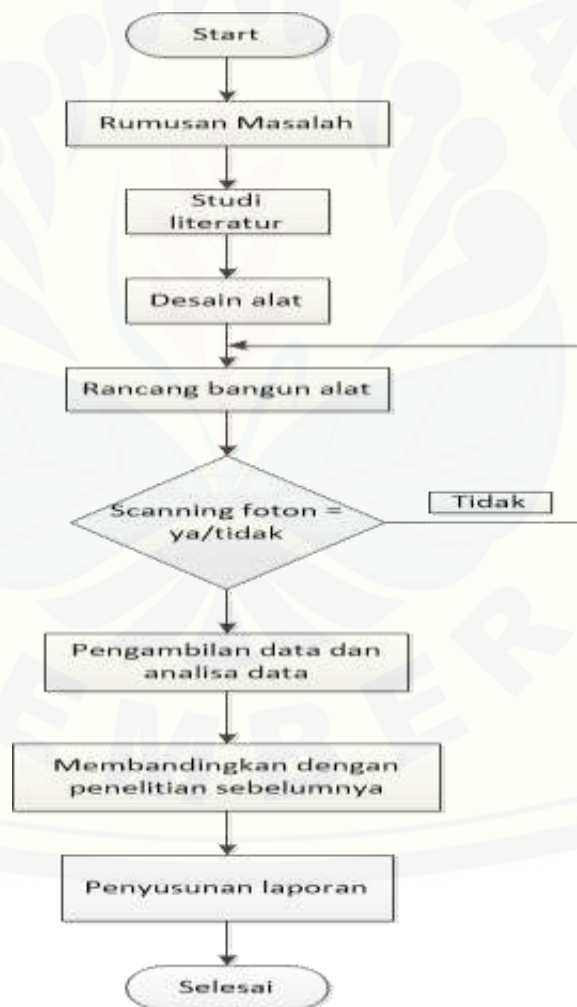 Start
Rumusan Masalah
Studi
literatur
Desain alat
Rancang bangun alat
Scanning foton =
ya/tidak
Tidak
Pengambilan data dan
analisa data
Membandingkan dengan
penelitian sebelumnya
Penyusunan laporan
Selesai